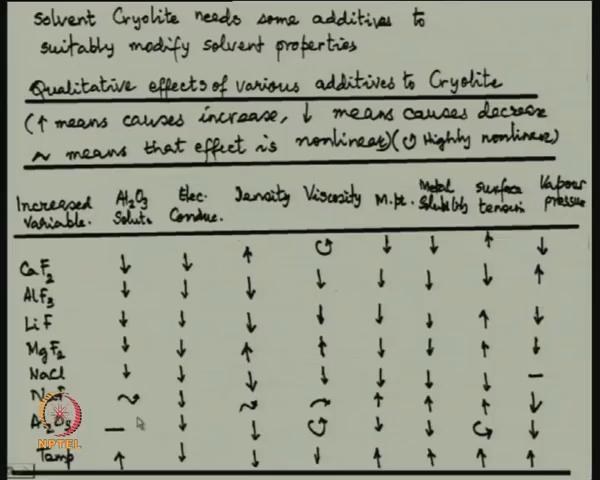 Solvent Cryolite needs some additives to
suitably modify solvent properties
Qualitative effects of various additives to Cryolite
(↑ means causes increase, ↓ means causes decrease
~ means that effect is nonlinear) (↺ Highly nonlinear)
Increased Variable. Al2O3 Solub. Elec. Conduc. Density Viscosity M.pt. Metal Solubility Surface tension Vapour pressure
↺ ↓ ↓ ↑ ↓
CaF2 ↓ ↓ ↑ ↓ ↓ ↓ ↓ ↑
AlF3 ↓ ↓ ↓
LiF ↓ ↓ ↓ ↓ ↓ ↓ ↑ ↓
MgF2 ↓ ↓ ↑ ↑ ↓ ↓ ↑ ↓
NaCl ↓ ↓ ↓ ↓ ↓ ↓ ↓ –
~ ↓ ~ ~ ↑ ↑ ↑ ↓
Al2O3 – ↓ ↓ ↺ ↓ ↓ ↺ ↓
NPTEL
Temp ↑ ↓ ↓ ↓ ↑ ↑ ↑ ↑